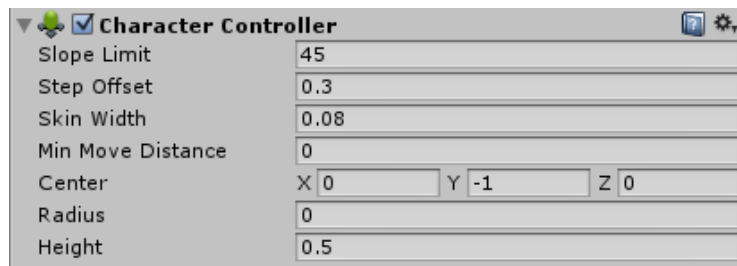 Character Controller
Slope Limit 45
Step Offset 0.3
Skin Width 0.08
Min Move Distance 0
Center X 0 Y -1 Z 0
Radius 0
Height 0.5